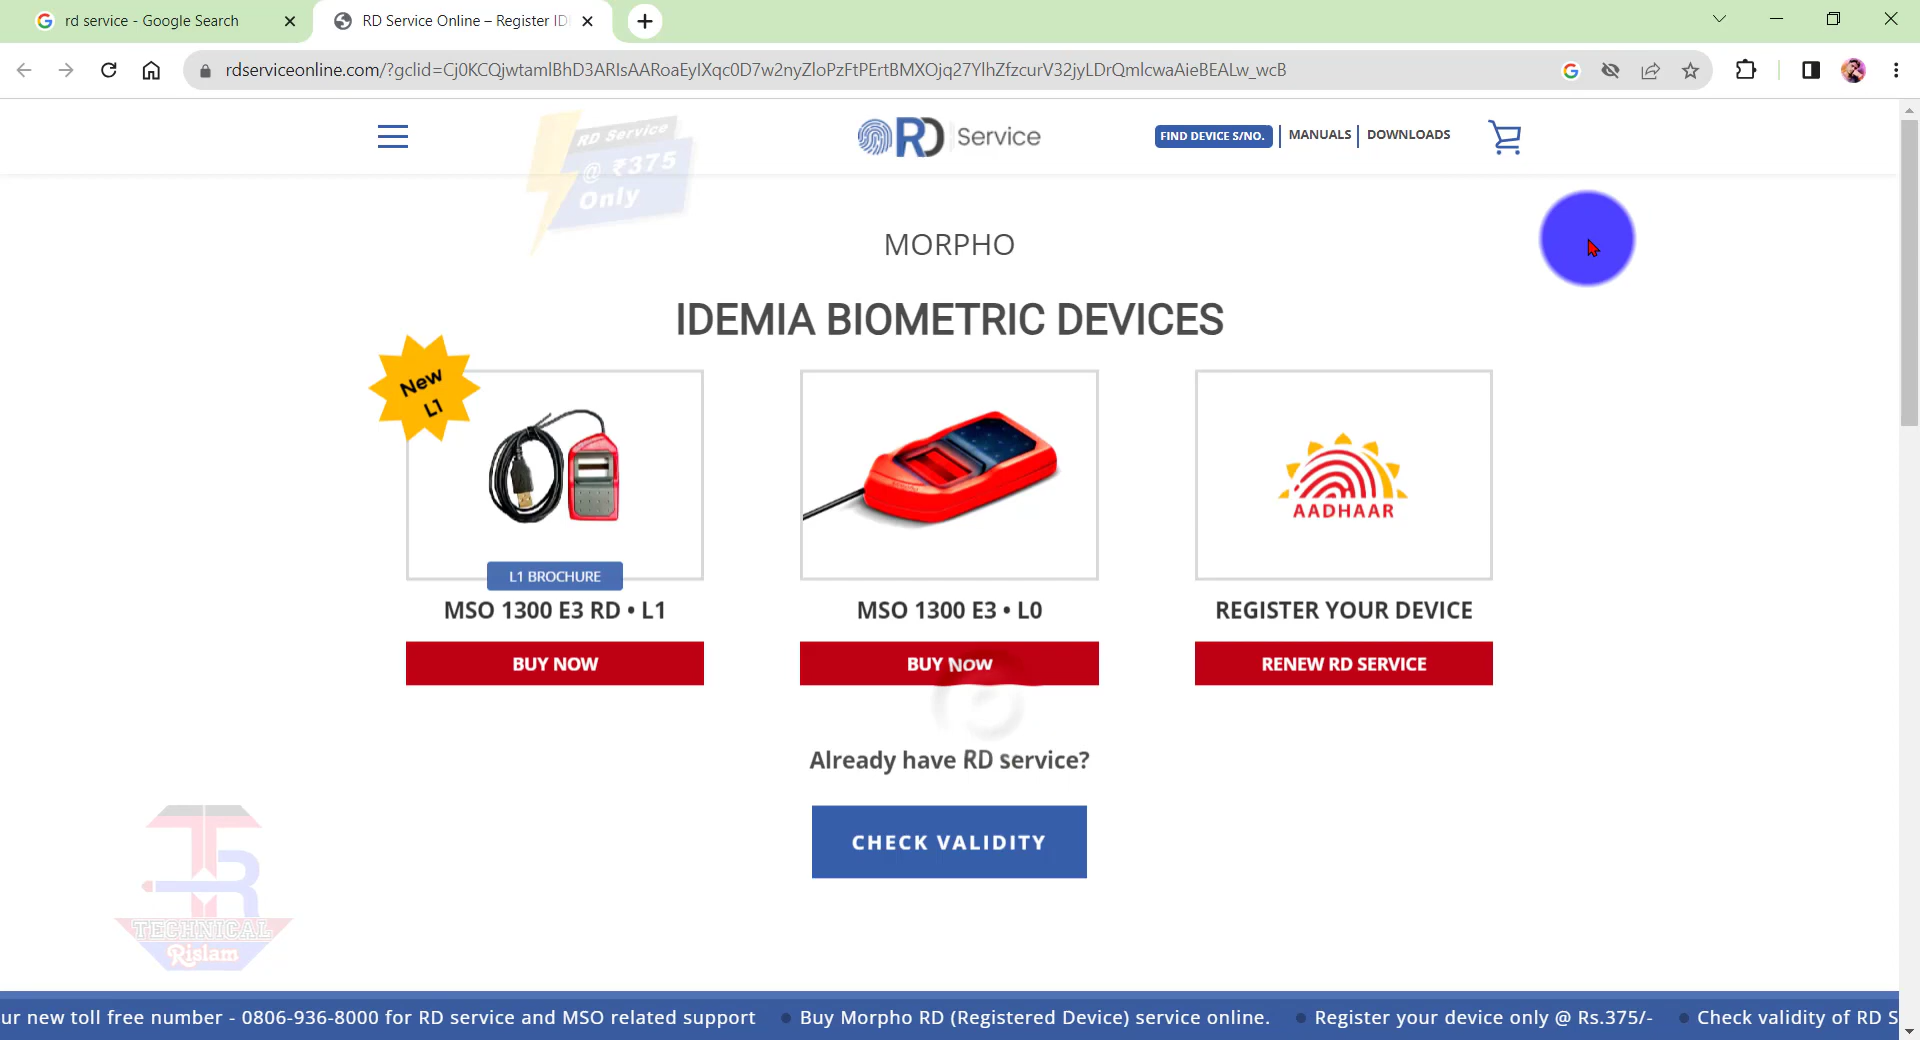 rd service - Google Search
RD Service Online – Register ID
rdserviceonline.com/?gclid=Cj0KCQjwtamlBhD3ARIsAARoaEyIXqc0D7w2nyZloPzFtPErtBMXOjq27YlhZfzcurV32jyLDrQmlcwaAieBEALw_wcB
RD Service
@ ₹375
Only
RD Service
FIND DEVICE S/NO.
MANUALS
DOWNLOADS
MORPHO
IDEMIA BIOMETRIC DEVICES
New
L1
AADHAAR
L1 BROCHURE
MSO 1300 E3 RD • L1
MSO 1300 E3 • L0
REGISTER YOUR DEVICE
BUY NOW
BUY NOW
RENEW RD SERVICE
Already have RD service?
CHECK VALIDITY
TR
TECHNICAL
Rislam
ur new toll free number - 0806-936-8000 for RD service and MSO related support • Buy Morpho RD (Registered Device) service online. • Register your device only @ Rs.375/- • Check validity of RD S